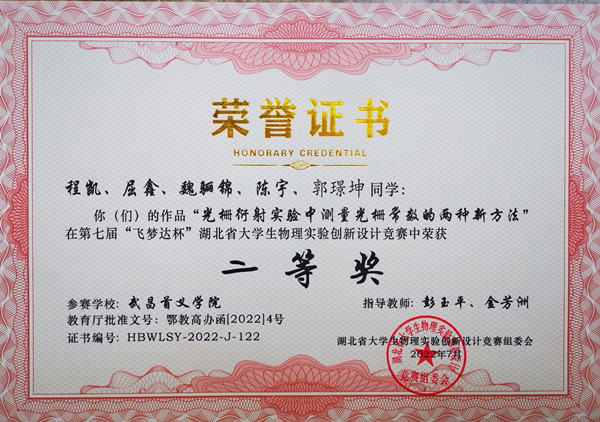 荣誉证书
HONORARY CREDENTIAL
程凯、屈鑫、魏骊锦、陈宇、郭璟坤同学：
你（们）的作品“光栅衍射实验中测量光栅常数的两种新方法”
在第七届“飞梦达杯”湖北省大学生物理实验创新设计竞赛中荣获
二等奖
参赛学校：武昌首义学院
指导教师：彭玉平、金芳洲
教育厅批准文号：鄂教高办函[2022]4号
证书编号：HBWLSY-2022-J-122
湖北省大学生物理实验创新设计竞赛组委会
2022年7月
竞赛组委会